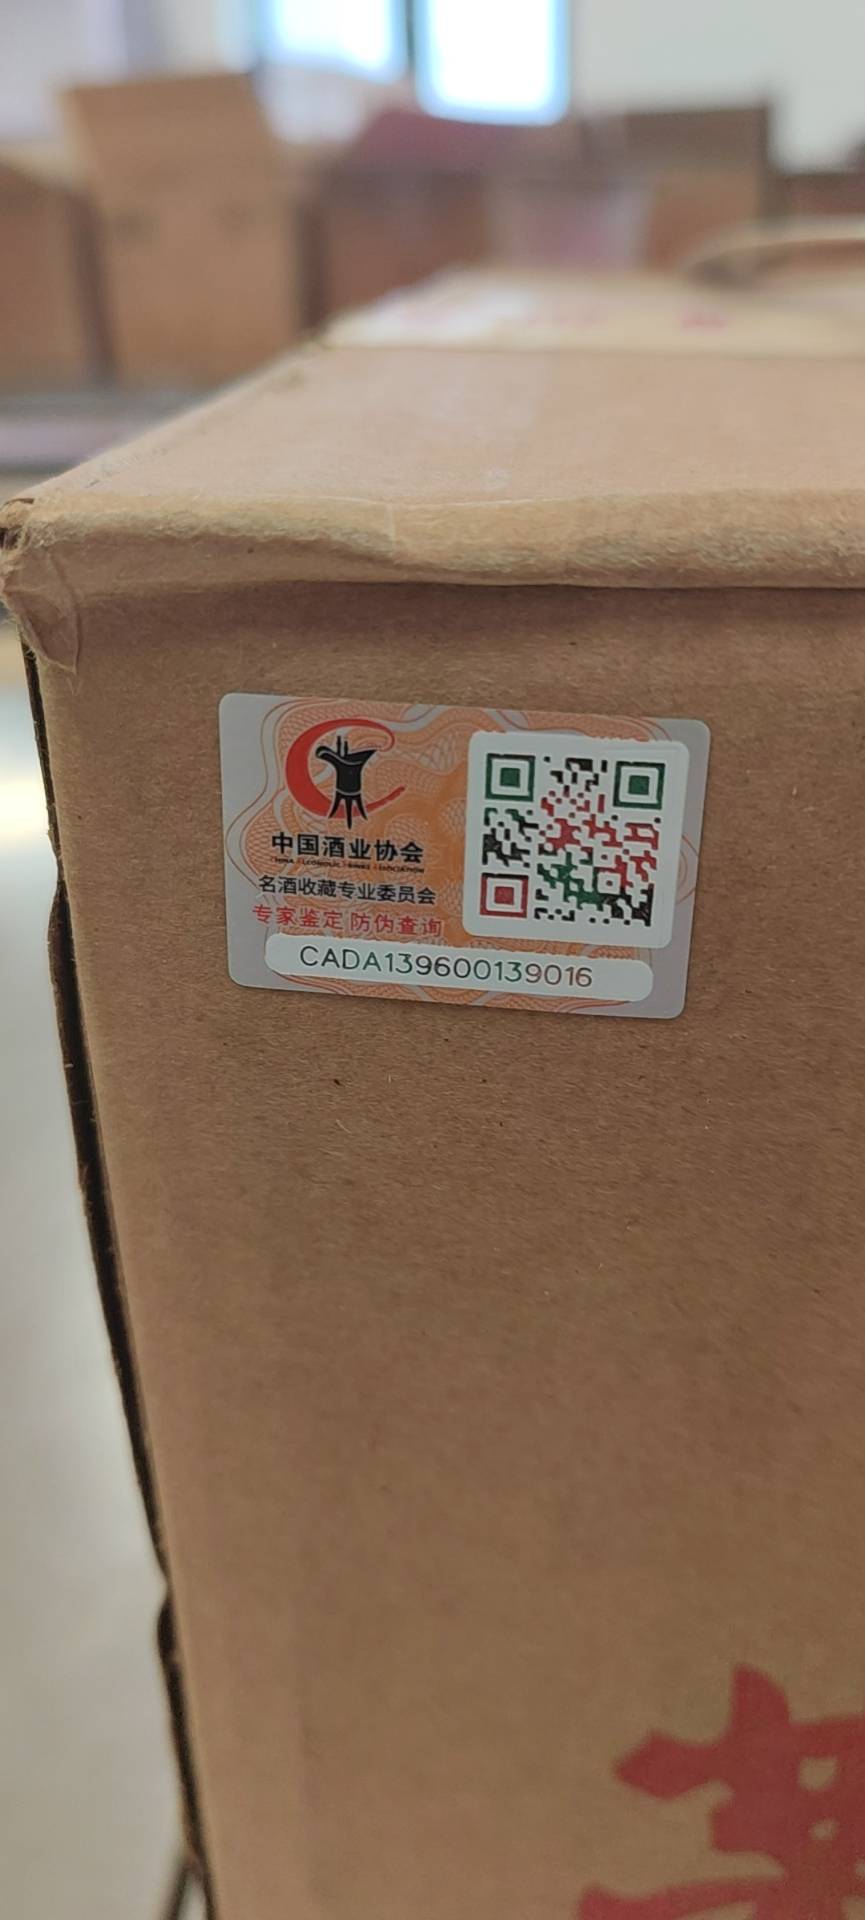 中国酒业协会
名酒收藏专业委员会
专家鉴定 防伪查询
CADA139600139016